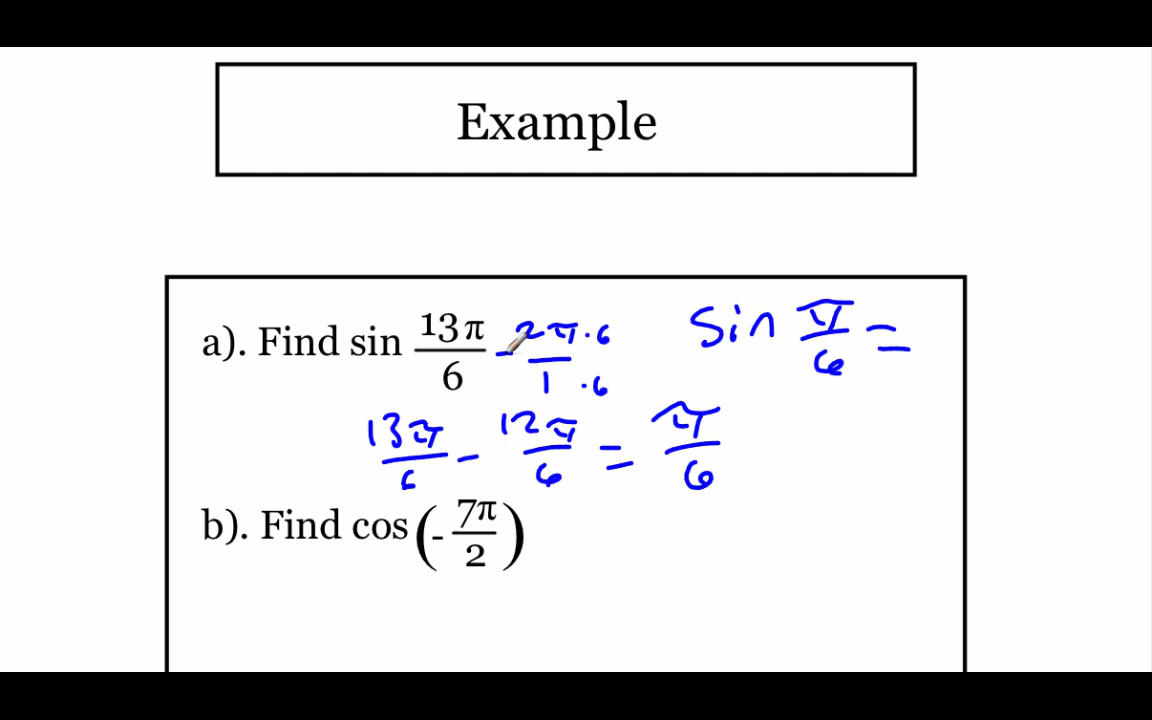 Example
a). Find sin 13π/6 - 2π·6/1·6 sin π/6 =
13π/6 - 12π/6 = π/6
b). Find cos(-7π/2)